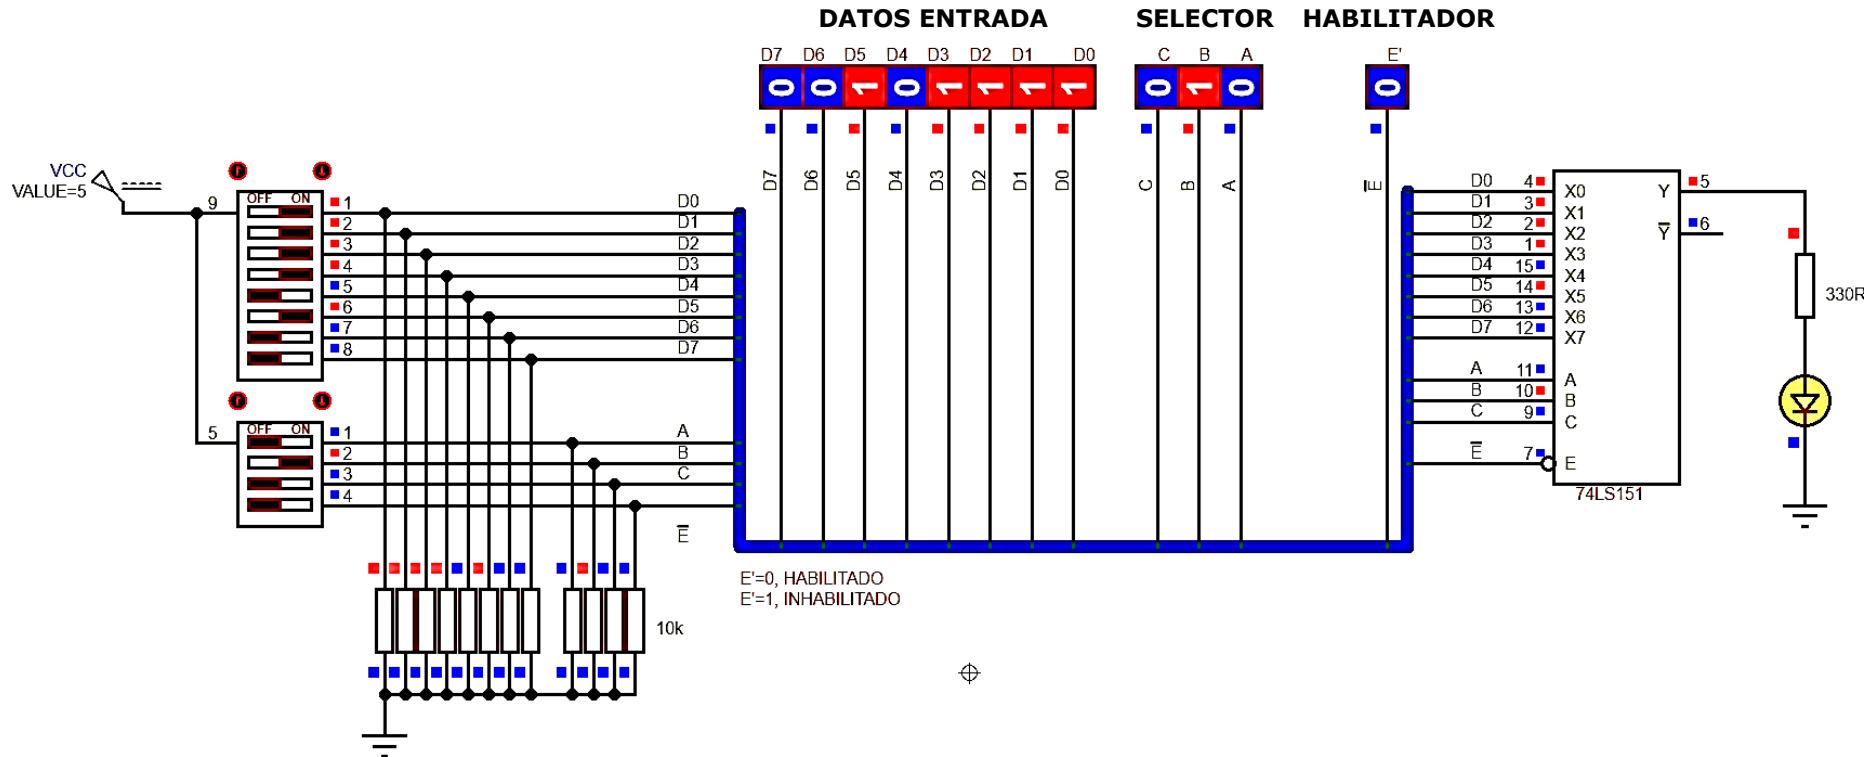 DATOS ENTRADA SELECTOR HABILITADOR
D7 D6 D5 D4 D3 D2 D1 D0 C B A E'
0 0 1 0 1 1 1 1 0 1 0 0
D7 D6 D5 D4 D3 D2 D1 D0 C B A E
VCC
VALUE=5
9
OFF ON
1 D0
2 D1
3 D2
4 D3
5 D4
6 D5
7 D6
8 D7
5
OFF ON
1 A
2 B
3 C
4
E
10k
E'=0, HABILITADO
E'=1, INHABILITADO
D0 4 X0 Y 5
D1 3 X1
D2 2 X2 Y 6
D3 1 X3
D4 15 X4
D5 14 X5
D6 13 X6
D7 12 X7
A 11 A
B 10 B
C 9 C
E 7 E
74LS151
330R